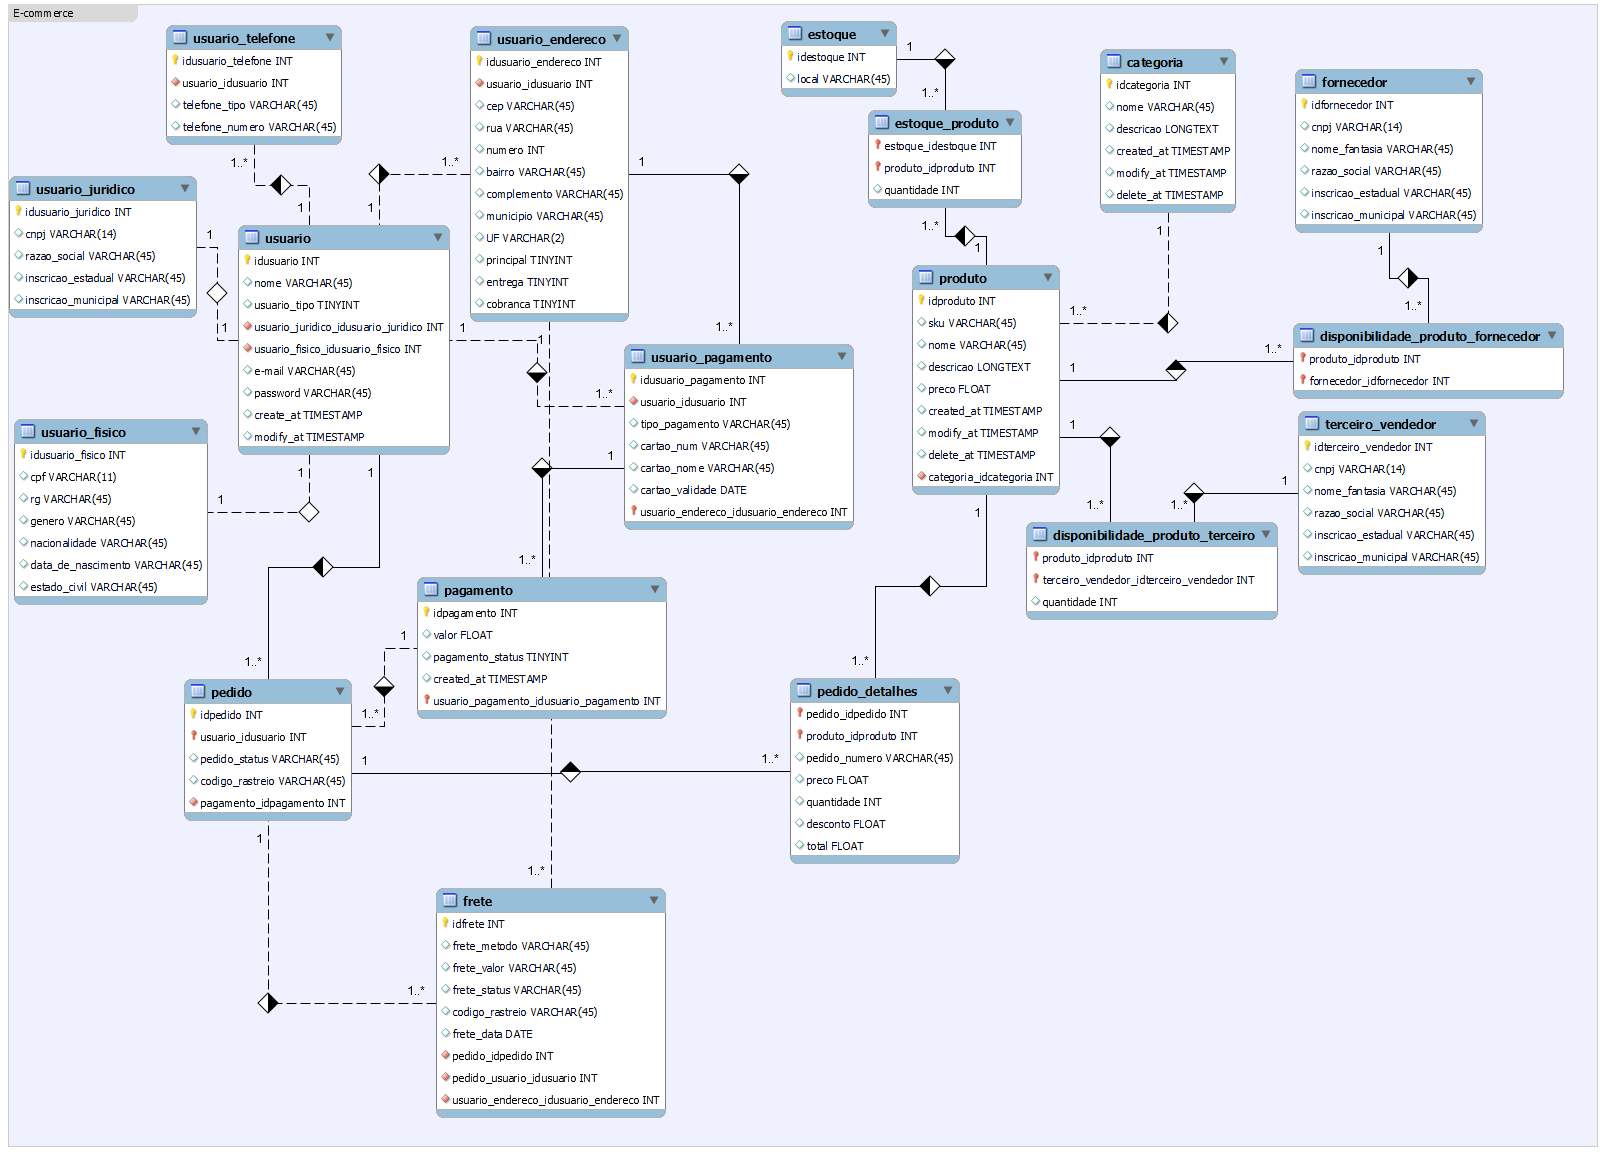 E-commerce
usuario_telefone
idusuario_telefone INT
usuario_idusuario INT
telefone_tipo VARCHAR(45)
telefone_numero VARCHAR(45)
usuario_endereco
idusuario_endereco INT
usuario_idusuario INT
cep VARCHAR(45)
rua VARCHAR(45)
numero INT
bairro VARCHAR(45)
complemento VARCHAR(45)
municipio VARCHAR(45)
UF VARCHAR(2)
principal TINYINT
entrega TINYINT
cobranca TINYINT
estoque
idestoque INT
local VARCHAR(45)
estoque_produto
estoque_idestoque INT
produto_idproduto INT
quantidade INT
categoria
idcategoria INT
nome VARCHAR(45)
descricao LONGTEXT
created_at TIMESTAMP
modify_at TIMESTAMP
delete_at TIMESTAMP
fornecedor
idfornecedor INT
cnpj VARCHAR(14)
nome_fantasia VARCHAR(45)
razao_social VARCHAR(45)
inscricao_estadual VARCHAR(45)
inscricao_municipal VARCHAR(45)
usuario_juridico
idusuario_juridico INT
cnpj VARCHAR(14)
razao_social VARCHAR(45)
inscricao_estadual VARCHAR(45)
inscricao_municipal VARCHAR(45)
usuario
idusuario INT
nome VARCHAR(45)
usuario_tipo TINYINT
usuario_juridico_idusuario_juridico INT
usuario_fisico_idusuario_fisico INT
e-mail VARCHAR(45)
password VARCHAR(45)
create_at TIMESTAMP
modify_at TIMESTAMP
produto
idproduto INT
sku VARCHAR(45)
nome VARCHAR(45)
descricao LONGTEXT
preco FLOAT
created_at TIMESTAMP
modify_at TIMESTAMP
delete_at TIMESTAMP
categoria_idcategoria INT
disponibilidade_produto_fornecedor
produto_idproduto INT
fornecedor_idfornecedor INT
usuario_pagamento
idusuario_pagamento INT
usuario_idusuario INT
tipo_pagamento VARCHAR(45)
cartao_num VARCHAR(45)
cartao_nome VARCHAR(45)
cartao_validade DATE
usuario_endereco_idusuario_endereco INT
terceiro_vendedor
idterceiro_vendedor INT
cnpj VARCHAR(14)
nome_fantasia VARCHAR(45)
razao_social VARCHAR(45)
inscricao_estadual VARCHAR(45)
inscricao_municipal VARCHAR(45)
usuario_fisico
idusuario_fisico INT
cpf VARCHAR(11)
rg VARCHAR(45)
genero VARCHAR(45)
nacionalidade VARCHAR(45)
data_de_nascimento VARCHAR(45)
estado_civil VARCHAR(45)
disponibilidade_produto_terceiro
produto_idproduto INT
terceiro_vendedor_idterceiro_vendedor INT
quantidade INT
pagamento
idpagamento INT
valor FLOAT
pagamento_status TINYINT
created_at TIMESTAMP
usuario_pagamento_idusuario_pagamento INT
pedido
idpedido INT
usuario_idusuario INT
pedido_status VARCHAR(45)
codigo_rastreio VARCHAR(45)
pagamento_idpagamento INT
pedido_detalhes
pedido_idpedido INT
produto_idproduto INT
pedido_numero VARCHAR(45)
preco FLOAT
quantidade INT
desconto FLOAT
total FLOAT
frete
idfrete INT
frete_metodo VARCHAR(45)
frete_valor VARCHAR(45)
frete_status VARCHAR(45)
codigo_rastreio VARCHAR(45)
frete_data DATE
pedido_idpedido INT
pedido_usuario_idusuario INT
usuario_endereco_idusuario_endereco INT
1..*
1
1..*
1
1
1..*
1
1..*
1..*
1
1
1..*
1
1..*
1
1..*
1
1
1
1
1
1..*
1
1..*
1
1..*
1
1..*
1
1..*
1
1..*
1
1..*
1
1..*
1
1..*
1..*